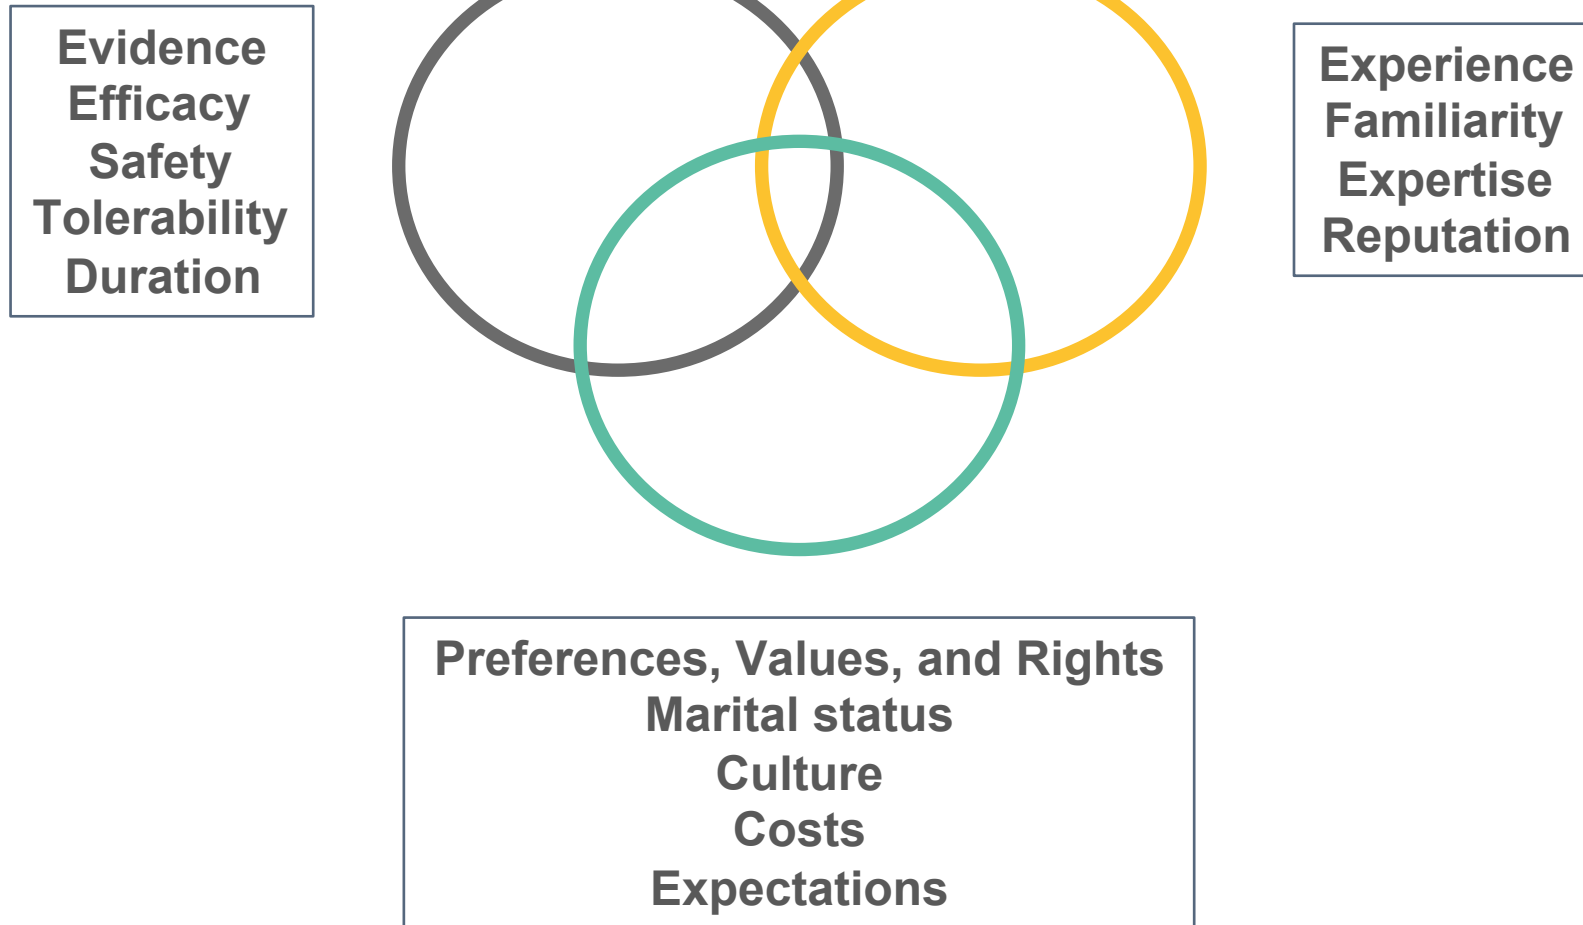 Evidence
Efficacy
Safety
Tolerability
Duration
Experience
Familiarity
Expertise
Reputation
Preferences, Values, and Rights
Marital status
Culture
Costs
Expectations